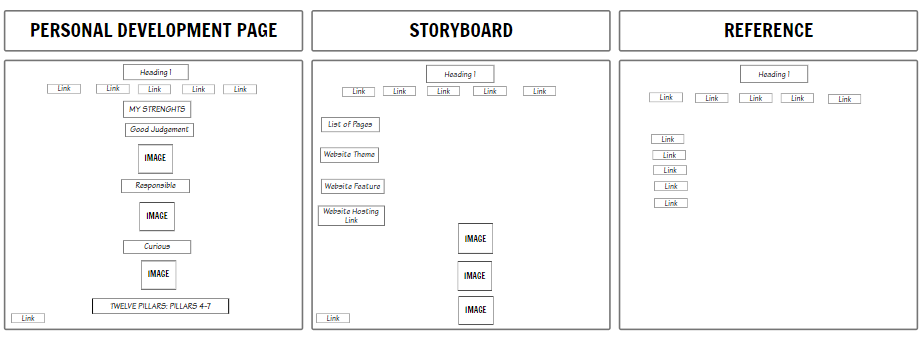 PERSONAL DEVELOPMENT PAGE
Heading 1
Link Link Link Link Link
MY STRENGHTS
Good Judgement
IMAGE
Responsible
IMAGE
Curious
IMAGE
TWELVE PILLARS: PILLARS 4-7
Link
STORYBOARD
Heading 1
Link Link Link Link Link
List of Pages
Website Theme
Website Feature
Website Hosting
Link
IMAGE
IMAGE
IMAGE
Link
REFERENCE
Heading 1
Link Link Link Link Link
Link
Link
Link
Link
Link